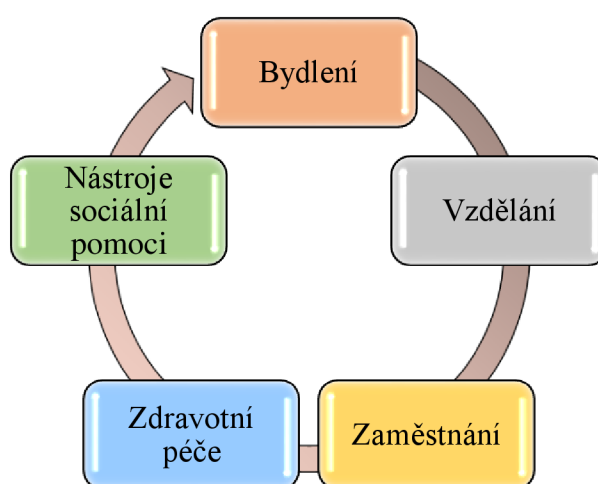 Bydlení
Vzdělání
Zaměstnání
Zdravotní
péče
Nástroje
sociální
pomoci